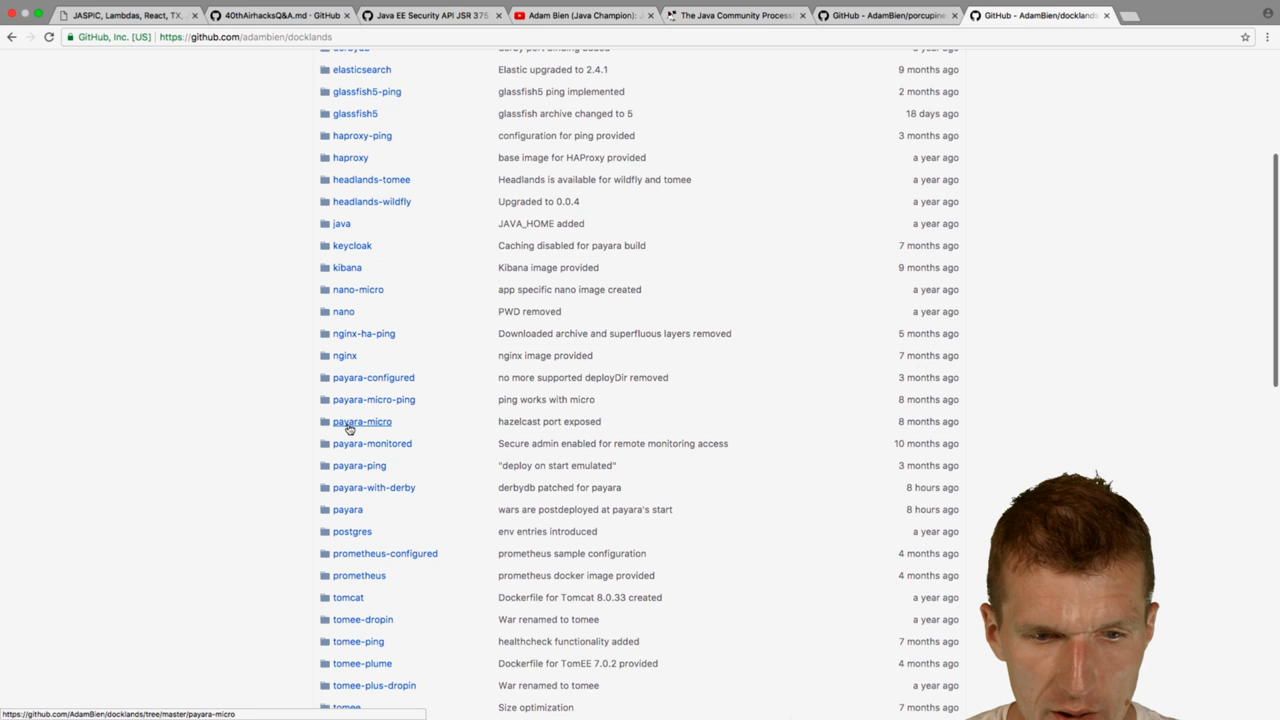 JASPIC, Lambdas, React, TX,
40thAirhacksQ&A.md · GitHub
Java EE Security API JSR 375
Adam Bien (Java Champion):
The Java Community Process
GitHub - AdamBien/porcupine
GitHub - AdamBien/docklands
GitHub, Inc. [US] https://github.com/adambien/docklands
elasticsearch Elastic upgraded to 2.4.1 9 months ago
glassfish5-ping glassfish5 ping implemented 2 months ago
glassfish5 glassfish archive changed to 5 18 days ago
haproxy-ping configuration for ping provided 3 months ago
haproxy base image for HAProxy provided a year ago
headlands-tomee Headlands is available for wildfly and tomee a year ago
headlands-wildfly Upgraded to 0.0.4 a year ago
java JAVA_HOME added a year ago
keycloak Caching disabled for payara build 7 months ago
kibana Kibana image provided 9 months ago
nano-micro app specific nano image created a year ago
nano PWD removed a year ago
nginx-ha-ping Downloaded archive and superfluous layers removed 5 months ago
nginx nginx image provided 7 months ago
payara-configured no more supported deployDir removed 3 months ago
payara-micro-ping ping works with micro 8 months ago
payara-micro hazelcast port exposed 8 months ago
payara-monitored Secure admin enabled for remote monitoring access 10 months ago
payara-ping "deploy on start emulated" 3 months ago
payara-with-derby derbydb patched for payara 8 hours ago
payara wars are postdeployed at payara's start 8 hours ago
postgres env entries introduced a year ago
prometheus-configured prometheus sample configuration 4 months ago
prometheus prometheus docker image provided 4 months ago
tomcat Dockerfile for Tomcat 8.0.33 created a year ago
tomee-dropin War renamed to tomee a year ago
tomee-ping healthcheck functionality added 7 months ago
tomee-plume Dockerfile for TomEE 7.0.2 provided 4 months ago
tomee-plus-dropin War renamed to tomee a year ago
tomee Size optimization 7 months ago
https://github.com/AdamBien/docklands/tree/master/payara-micro